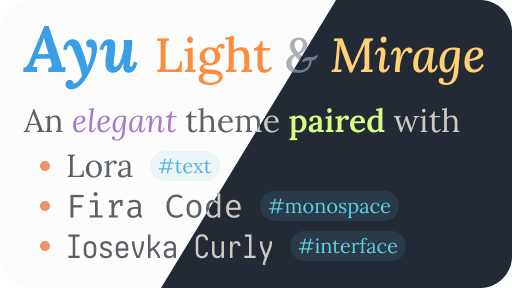 Ayu Light & Mirage
An elegant theme paired with
• Lora #text
• Fira Code #monospace
• Iosevka Curly #interface